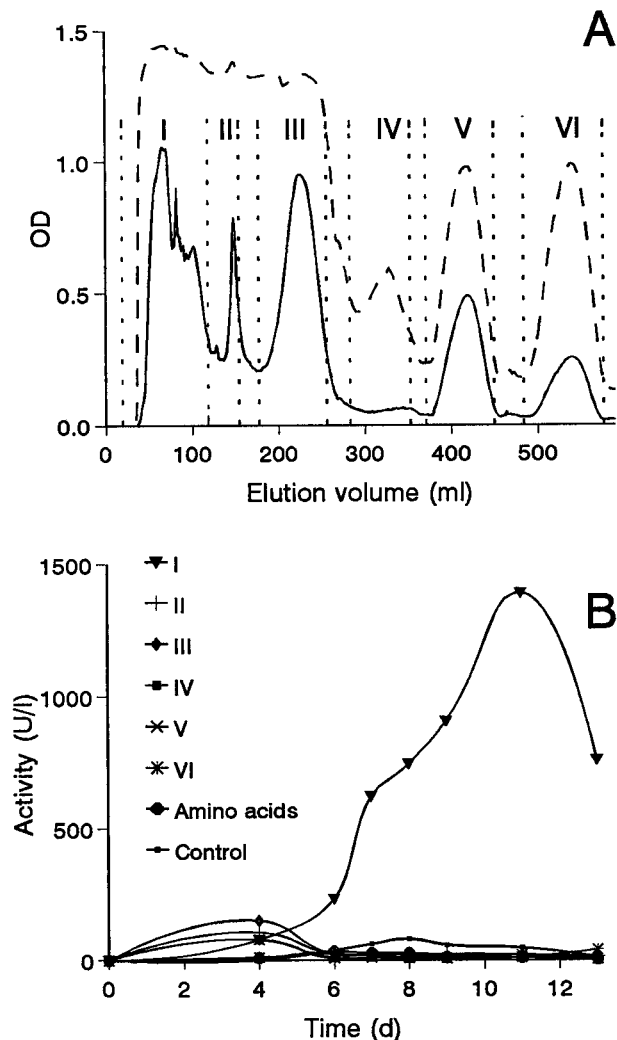 A
1.5
1.0
0.5
0.0
OD
I II III IV V VI
0 100 200 300 400 500
Elution volume (ml)
B
1500
1000
500
0
Activity (U/l)
I
II
III
IV
V
VI
Amino acids
Control
0 2 4 6 8 10 12
Time (d)